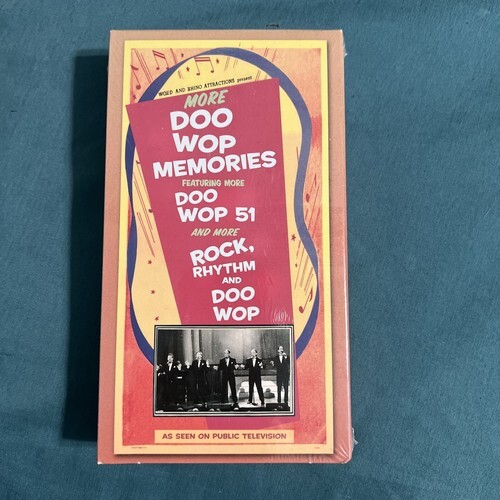 WQED AND RHINO ATTRACTIONS present
MORE
DOO
WOP
MEMORIES
FEATURING MORE
DOO
WOP 51
AND MORE
ROCK,
RHYTHM
AND
DOO
WOP
AS SEEN ON PUBLIC TELEVISION